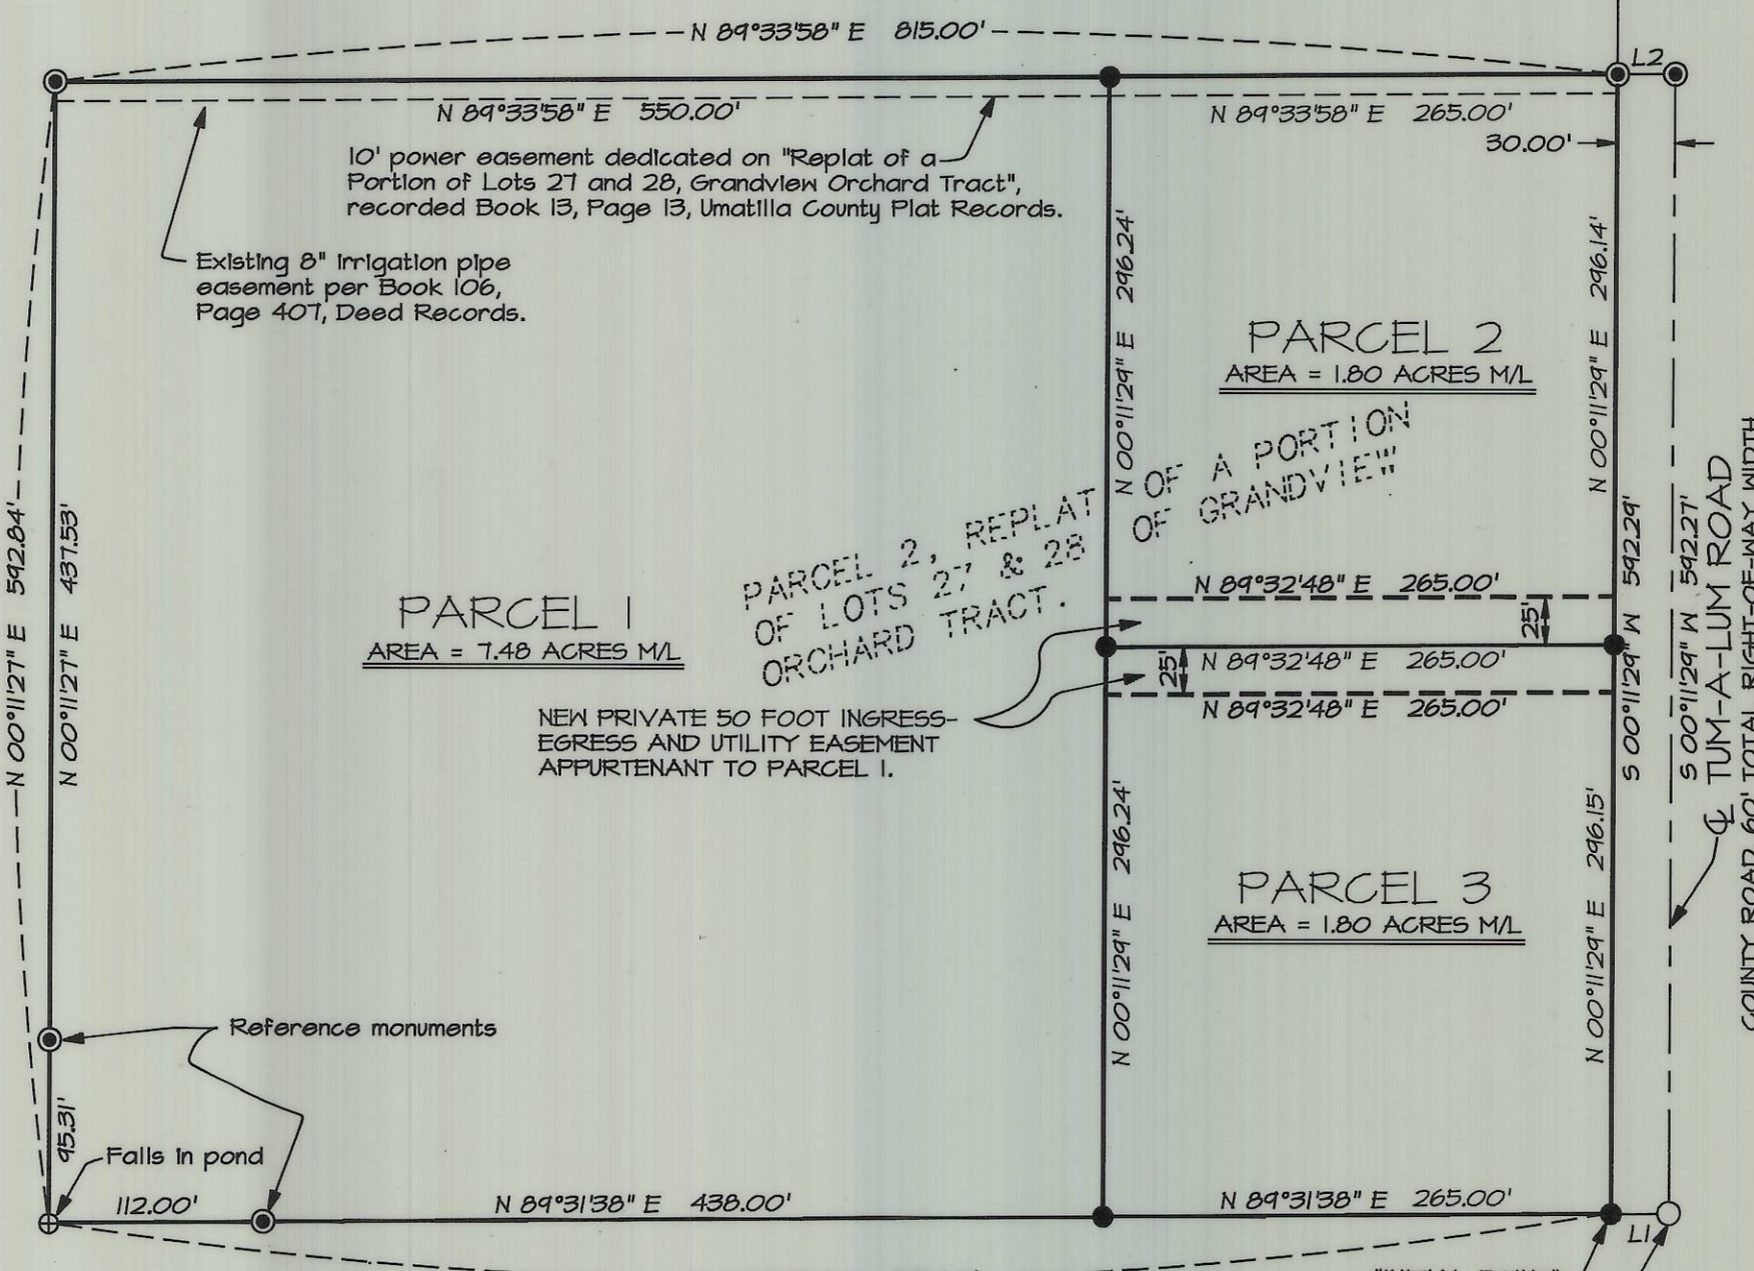 N 89°33'58" E 815.00'
L2
N 89°33'58" E 550.00'
N 89°33'58" E 265.00'
30.00'
10' power easement dedicated on "Replat of a
Portion of Lots 27 and 28, Grandview Orchard Tract",
recorded Book 13, Page 13, Umatilla County Plat Records.
Existing 8" irrigation pipe
easement per Book 106,
Page 407, Deed Records.
N 00°11'29" E 296.24'
N 00°11'29" E 296.14'
PARCEL 2
AREA = 1.80 ACRES M/L
PARCEL 2, REPLAT OF A PORTION
OF LOTS 27 & 28 OF GRANDVIEW
ORCHARD TRACT.
N 00°11'27" E 592.84'
N 00°11'27" E 437.53'
PARCEL 1
AREA = 7.48 ACRES M/L
N 89°32'48" E 265.00'
25'
N 89°32'48" E 265.00'
25'
N 89°32'48" E 265.00'
S 00°11'29" W 592.29'
S 00°11'29" W 592.27'
TUM-A-LUM ROAD
COUNTY ROAD 60' TOTAL RIGHT-OF-WAY WIDTH
NEW PRIVATE 50 FOOT INGRESS-
EGRESS AND UTILITY EASEMENT
APPURTENANT TO PARCEL 1.
N 00°11'29" E 296.24'
N 00°11'29" E 296.15'
PARCEL 3
AREA = 1.80 ACRES M/L
Reference monuments
95.31'
Falls in pond
112.00'
N 89°31'38" E 438.00'
N 89°31'38" E 265.00'
L1